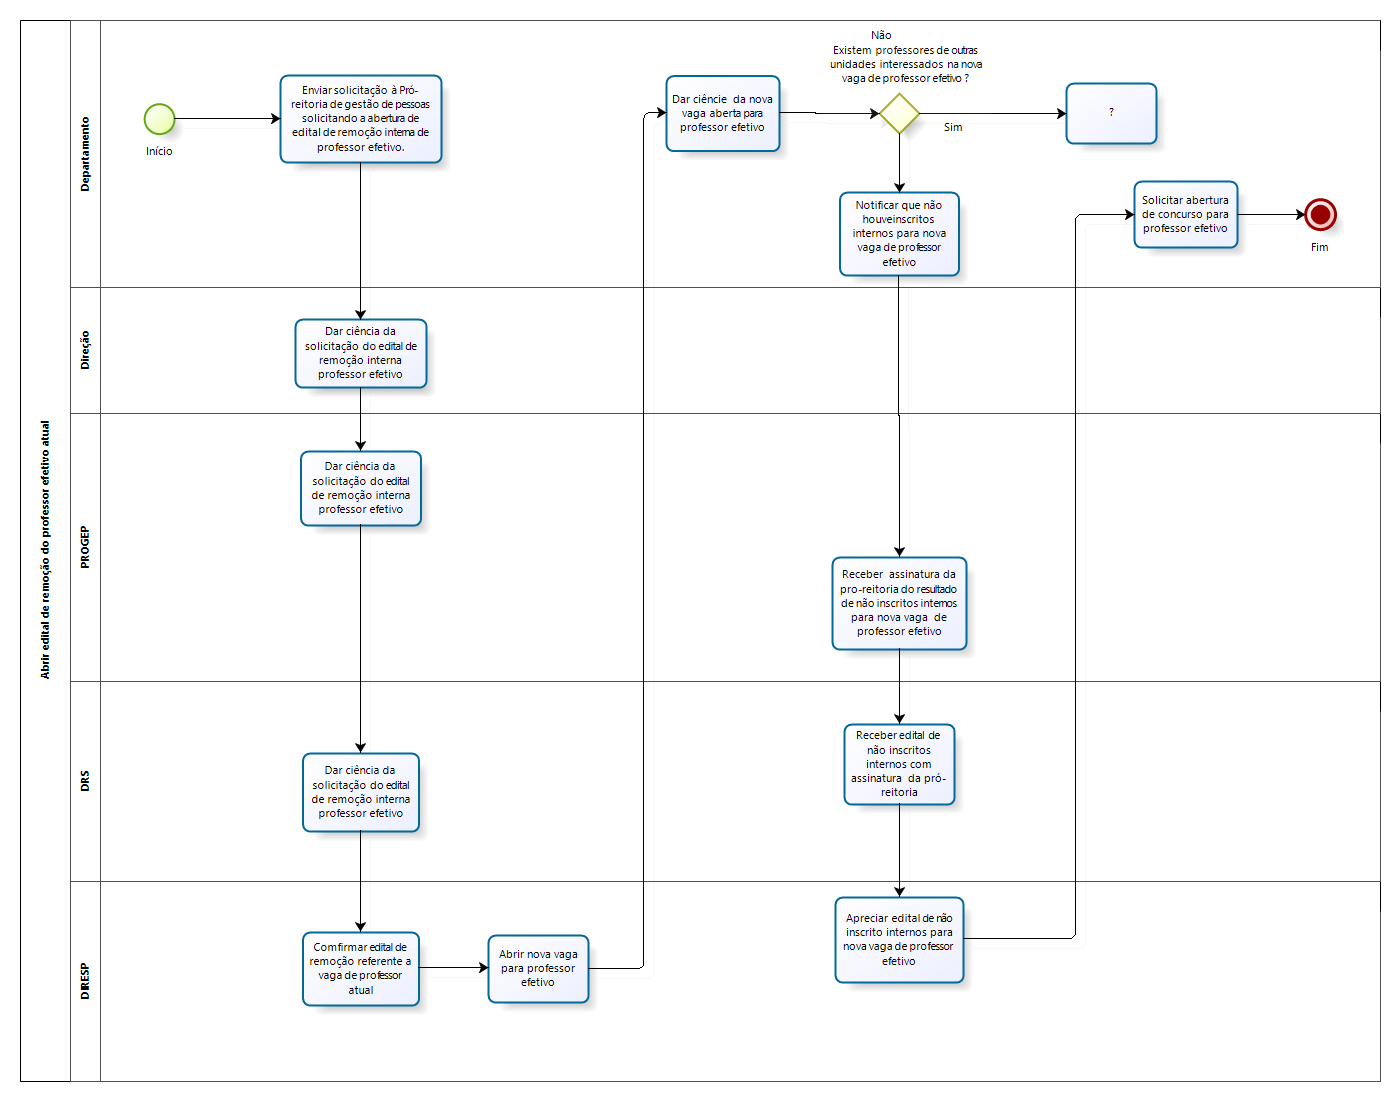 Abrir edital de remoção do professor efetivo atual
Departamento
Início
Enviar solicitação à Pró-
reitoria de gestão de pessoas
solicitando a abertura de
edital de remoção interna de
professor efetivo.
Dar ciêncie da nova
vaga aberta para
professor efetivo
Não
Existem professores de outras
unidades interessados na nova
vaga de professor efetivo ?
Sim
?
Notificar que não
houveinscritos
internos para nova
vaga de professor
efetivo
Solicitar abertura
de concurso para
professor efetivo
Fim
Direção
Dar ciência da
solicitação do edital de
remoção interna
professor efetivo
PROGEP
Dar ciência da
solicitação do edital
de remoção interna
professor efetivo
Receber assinatura da
pro-reitoria do resultado
de não inscritos internos
para nova vaga de
professor efetivo
DRS
Dar ciência da
solicitação do edital
de remoção interna
professor efetivo
Receber edital de
não inscritos
internos com
assinatura da pró-
reitoria
DIRESP
Comfirmar edital de
remoção referente a
vaga de professor
atual
Abrir nova vaga
para professor
efetivo
Apreciar edital de não
inscrito internos para
nova vaga de professor
efetivo